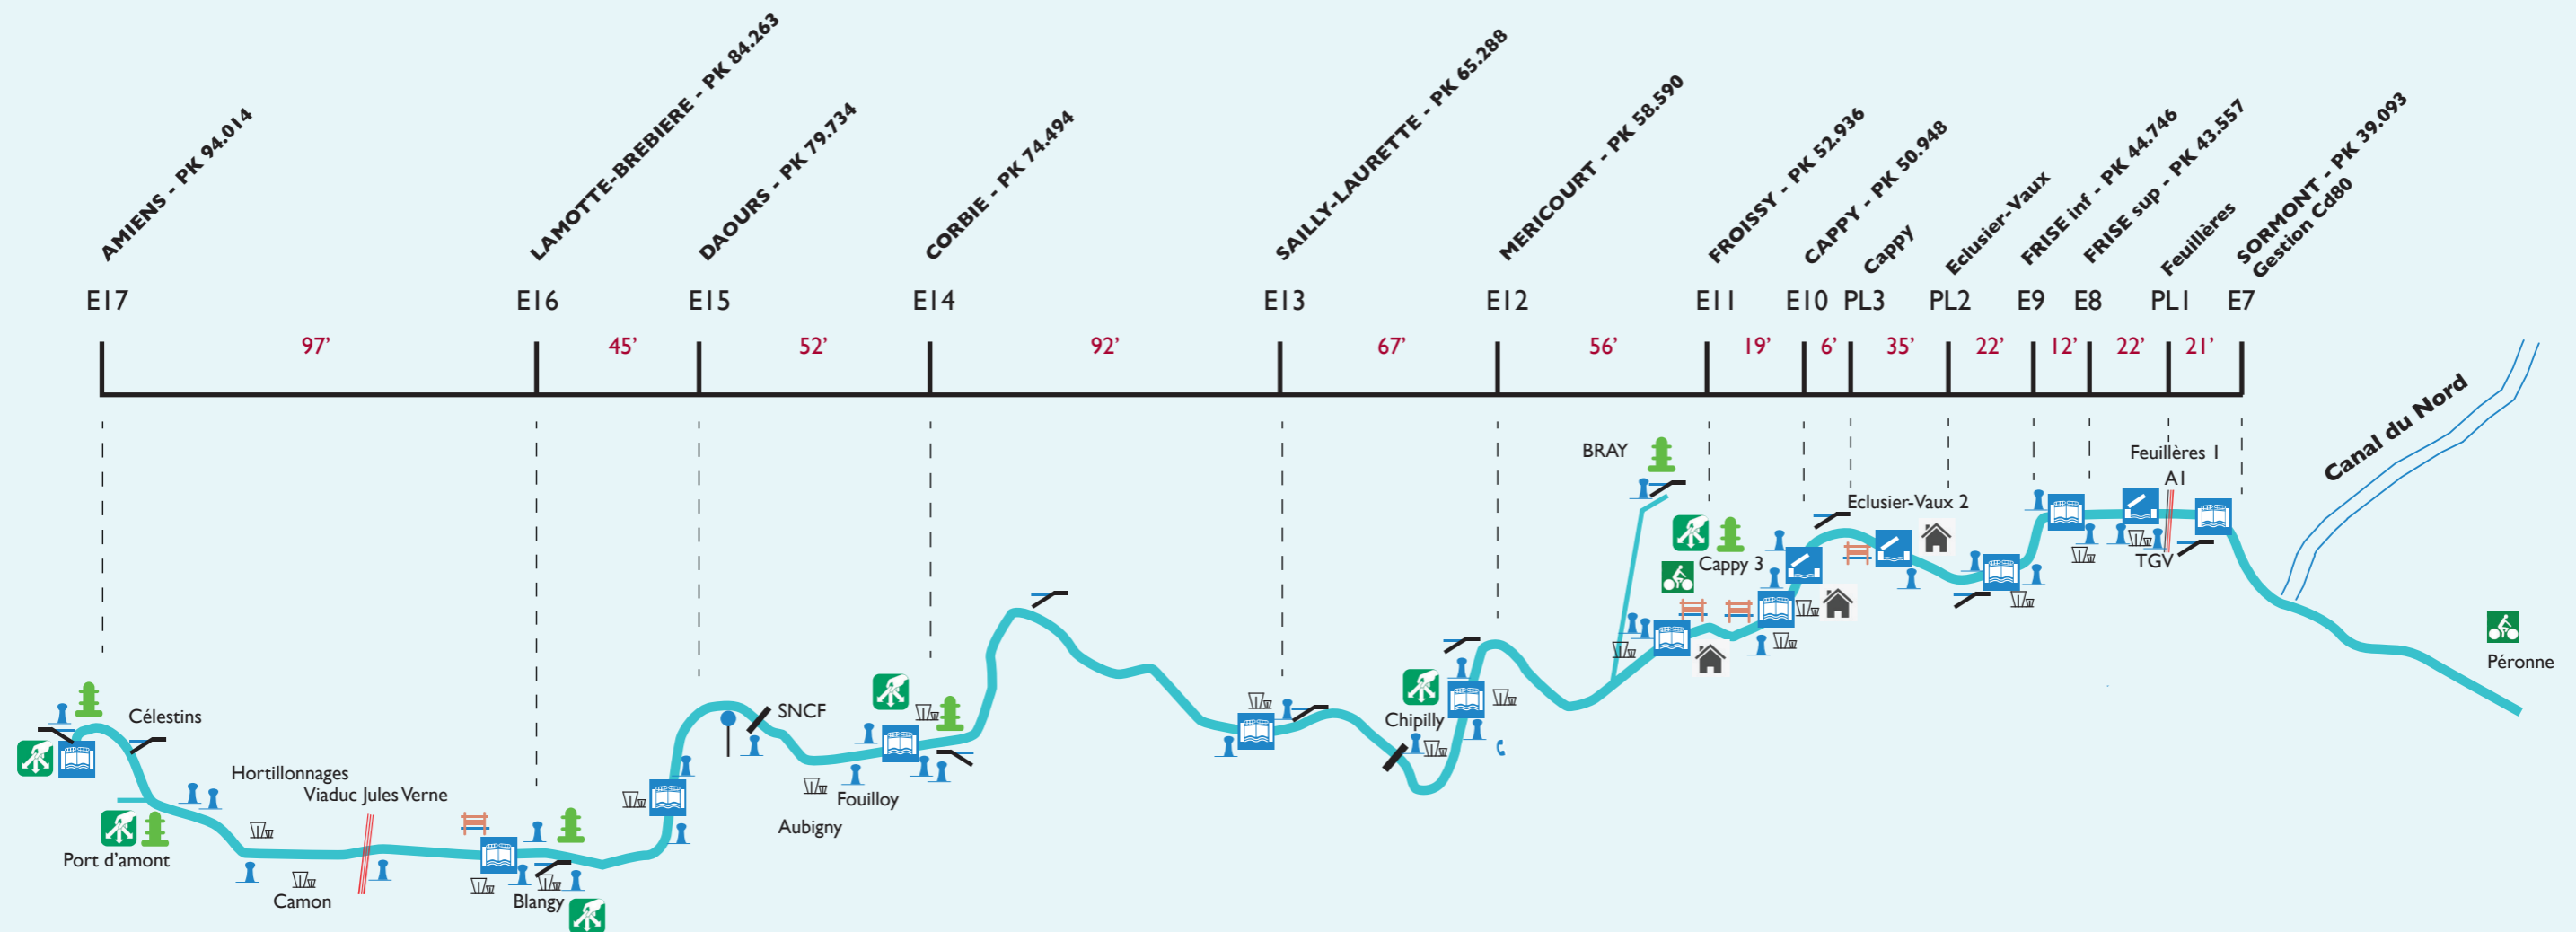 AMIENS - PK 94.014
LAMOTTE-BREBIERE - PK 84.263
DAOURS - PK 79.734
CORBIE - PK 74.494
SAILLY-LAURETTE - PK 65.288
MERICOURT - PK 58.590
FROISSY - PK 52.936
CAPPY - PK 50.948
Cappy
Eclusier-Vaux
FRISE inf - PK 44.746
FRISE sup - PK 43.557
Feuillères
SORMONT - PK 39.093
Gestion Cd80
E17 E16 E15 E14 E13 E12 E11 E10 PL3 PL2 E9 E8 PL1 E7
97’ 45’ 52’ 92’ 67’ 56’ 19’ 6’ 35’ 22’ 12’ 22’ 21’
Canal du Nord
BRAY
Feuillères 1
A1
Eclusier-Vaux 2
TGV
Cappy 3
Péronne
Célestins
SNCF
Chipilly
Hortillonnages
Viaduc Jules Verne
Fouilloy
Aubigny
Port d’amont
Camon
Blangy